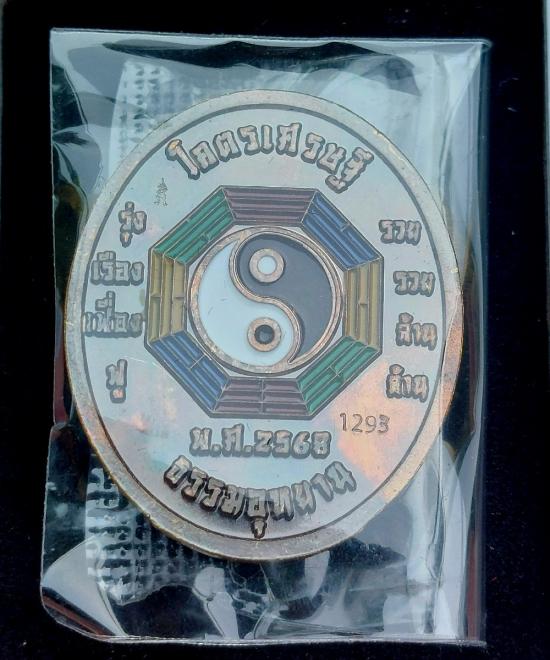 โคตรเศรษฐี
รุ่ง
เรือง
เฟื่อง
ฟู
รวย
รวย
ล้าน
ล้าน
1293
พ.ศ.2568
ธรรมอุทยาน